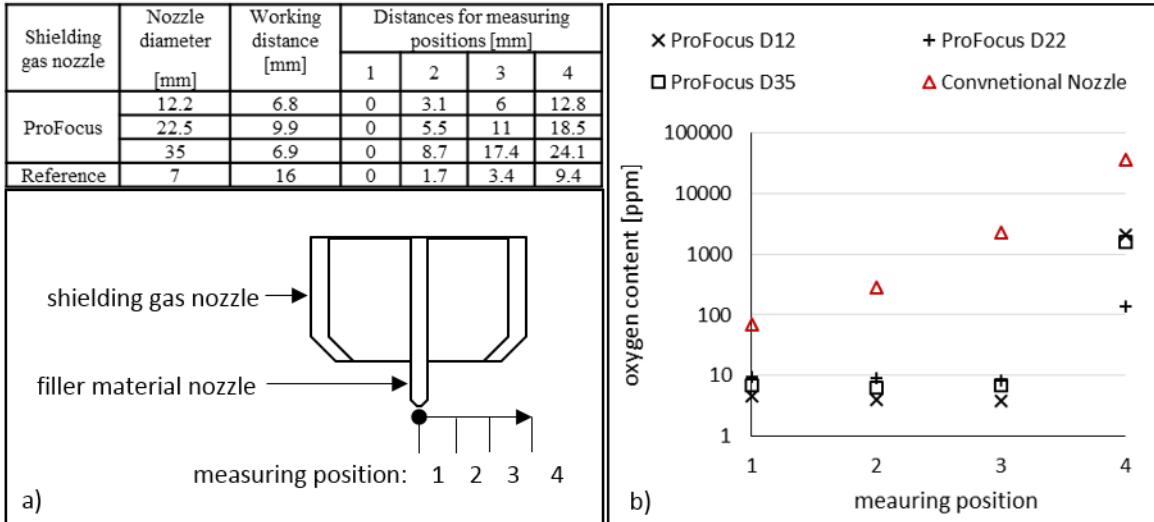 Shielding gas nozzle
Nozzle diameter [mm]
Working distance [mm]
Distances for measuring positions [mm]
1 2 3 4
ProFocus
12.2 6.8 0 3.1 6 12.8
22.5 9.9 0 5.5 11 18.5
35 6.9 0 8.7 17.4 24.1
Reference 7 16 0 1.7 3.4 9.4
shielding gas nozzle
filler material nozzle
measuring position: 1 2 3 4
a)
ProFocus D12
ProFocus D22
ProFocus D35
Convnetional Nozzle
oxygen content [ppm]
100000
10000
1000
100
10
1
1 2 3 4
meauring position
b)